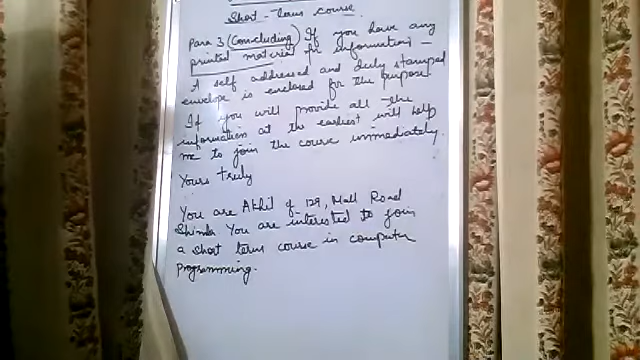 Short-term course
Para 3 (Concluding) If you have any
printed material for information -
A self addressed and duly stamped
envelope is enclosed for the purpose.
If you will provide all the
information at the earliest will help
me to join the course immediately.
Yours truly
You are Akhil of 129, Mall Road
Shimla You are interested to join
a short term course in computer
programming.